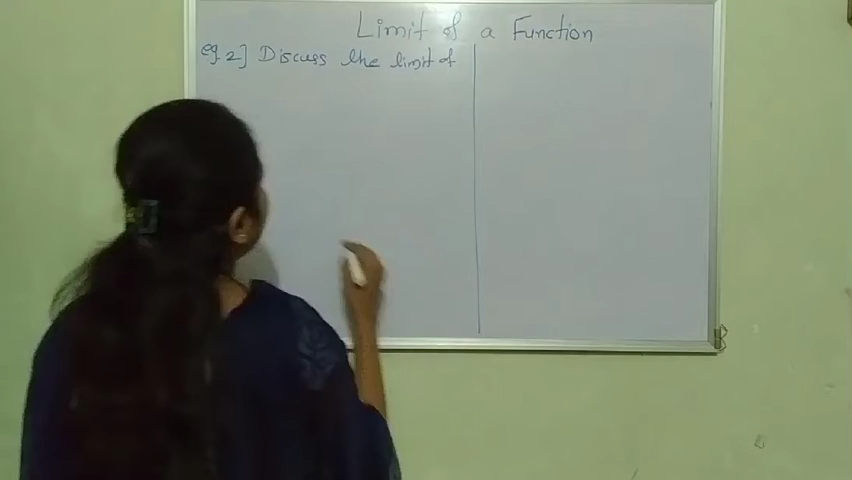 Limit of a Function
eg. 2] Discuss the limit of